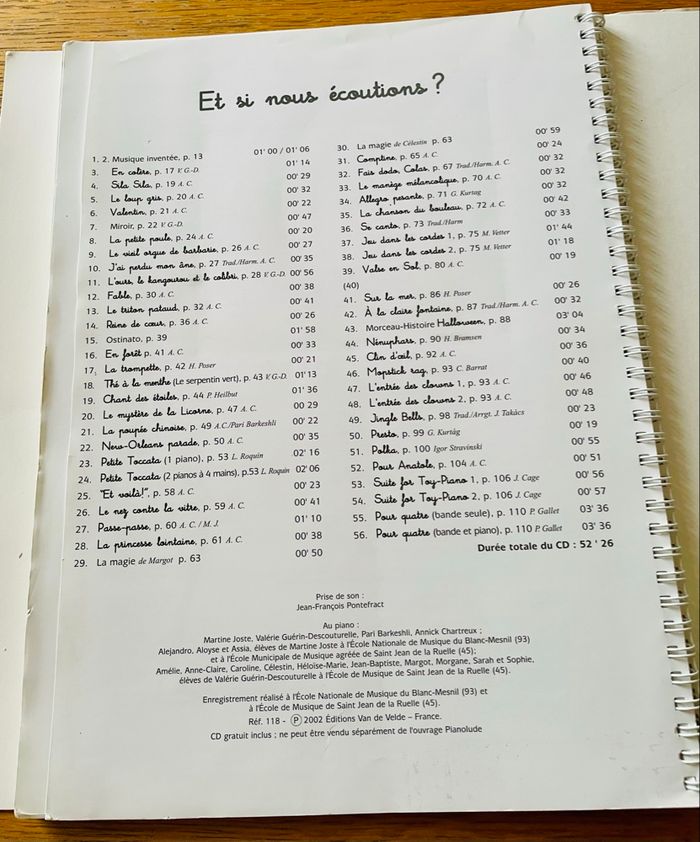 Et si nous écoutions ?
1. 2. Musique inventée, p. 13 01' 00 / 01' 06
3. En colère, p. 17 V. G.-D. 01' 14
4. Sila Sila, p. 19 A. C. 00' 29
5. Le loup gris, p. 20 A. C. 00' 32
6. Valentin, p. 21 A. C. 00' 22
7. Miroir, p. 22 V. G.-D. 00' 47
8. La petite poule, p. 24 A. C. 00' 20
9. Le vieil orgue de barbarie, p. 26 A. C. 00' 27
10. J'ai perdu mon âne, p. 27 Trad./Harm. A. C. 00' 35
11. L'ours, le kangourou et le colibri, p. 28 V. G.-D. 00' 56
12. Fable, p. 30 A. C. 00' 38
13. Le triton pataud, p. 32 A. C. 00' 41
14. Reine de cœur, p. 36 A. C. 00' 26
15. Ostinato, p. 39 01' 58
16. En forêt p. 41 A. C. 00' 33
17. La trompette, p. 42 H. Poser 00' 21
18. Thé à la menthe (Le serpentin vert), p. 43 V. G.-D. 01' 13
19. Chant des étoiles, p. 44 P. Heilbut 01' 36
20. Le mystère de la Licorne, p. 47 A. C. 00 29
21. La poupée chinoise, p. 49 A.C./Pari Barkeshli 00' 22
22. New-Orleans parade, p. 50 A. C. 00' 35
23. Petite Toccata (1 piano), p. 53 L. Roquin 02' 16
24. Petite Toccata (2 pianos à 4 mains), p.53 L. Roquin 02' 06
25. "Et voilà!", p. 58 A. C. 00' 23
26. Le nez contre la vitre, p. 59 A. C. 00' 41
27. Passe-passe, p. 60 A. C. / M. J. 01' 10
28. La princesse lointaine, p. 61 A. C. 00' 38
29. La magie de Margot p. 63 00' 50
30. La magie de Célestin p. 63 00' 59
31. Comptine, p. 65 A. C. 00' 24
32. Fais dodo, Colas, p. 67 Trad./Harm. A. C. 00' 32
33. Le manège mélancolique, p. 70 A. C. 00' 32
34. Allegro pesante, p. 71 G. Kurtag 00' 32
35. La chanson du bouleau, p. 72 A. C. 00' 42
36. Se canto, p. 73 Trad./Harm 00' 33
37. Jeu dans les cordes 1, p. 75 M. Vetter 01' 44
38. Jeu dans les cordes 2, p. 75 M. Vetter 01' 18
39. Valse en Sol, p. 80 A. C. 00' 19
(40)
41. Sur la mer, p. 86 H. Poser 00' 26
42. À la claire fontaine, p. 87 Trad./Harm. A. C. 00' 32
43. Morceau-Histoire Halloween, p. 88 03' 04
44. Nénuphars, p. 90 H. Bramsen 00' 34
45. Clin d'œil, p. 92 A. C. 00' 36
46. Mopstick rag, p. 93 C. Barrat 00' 40
47. L'entrée des clowns 1, p. 93 A. C. 00' 46
48. L'entrée des clowns 2, p. 93 A. C. 00' 48
49. Jingle Bells, p. 98 Trad./Arrgt. J. Takács 00' 23
50. Presto, p. 99 G. Kurtág 00' 19
51. Polka, p. 100 Igor Stravinski 00' 55
52. Pour Anatole, p. 104 A. C. 00' 51
53. Suite for Toy-Piano 1, p. 106 J. Cage 00' 56
54. Suite for Toy-Piano 2, p. 106 J. Cage 00' 57
55. Pour quatre (bande seule), p. 110 P. Gallet 03' 36
56. Pour quatre (bande et piano), p. 110 P. Gallet 03' 36
Durée totale du CD : 52 ' 26
Prise de son :
Jean-François Pontefract
Au piano :
Martine Joste, Valérie Guérin-Descouturelle, Pari Barkeshli, Annick Chartreux ;
Alejandro, Aloyse et Assia, élèves de Martine Joste à l'École Nationale de Musique du Blanc-Mesnil (93)
et à l'École Municipale de Musique agréée de Saint Jean de la Ruelle (45);
Amélie, Anne-Claire, Caroline, Célestin, Héloïse-Marie, Jean-Baptiste, Margot, Morgane, Sarah et Sophie,
élèves de Valérie Guérin-Descouturelle à l'École de Musique de Saint Jean de la Ruelle (45).
Enregistrement réalisé à l'École Nationale de Musique du Blanc-Mesnil (93) et
à l'École de Musique de Saint Jean de la Ruelle (45).
Réf. 118 - Ⓟ 2002 Éditions Van de Velde – France.
CD gratuit inclus ; ne peut être vendu séparément de l'ouvrage Pianolude